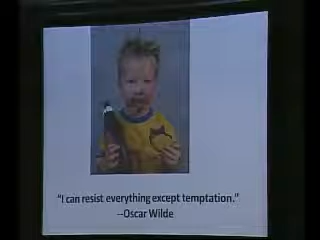 "I can resist everything except temptation."
--Oscar Wilde